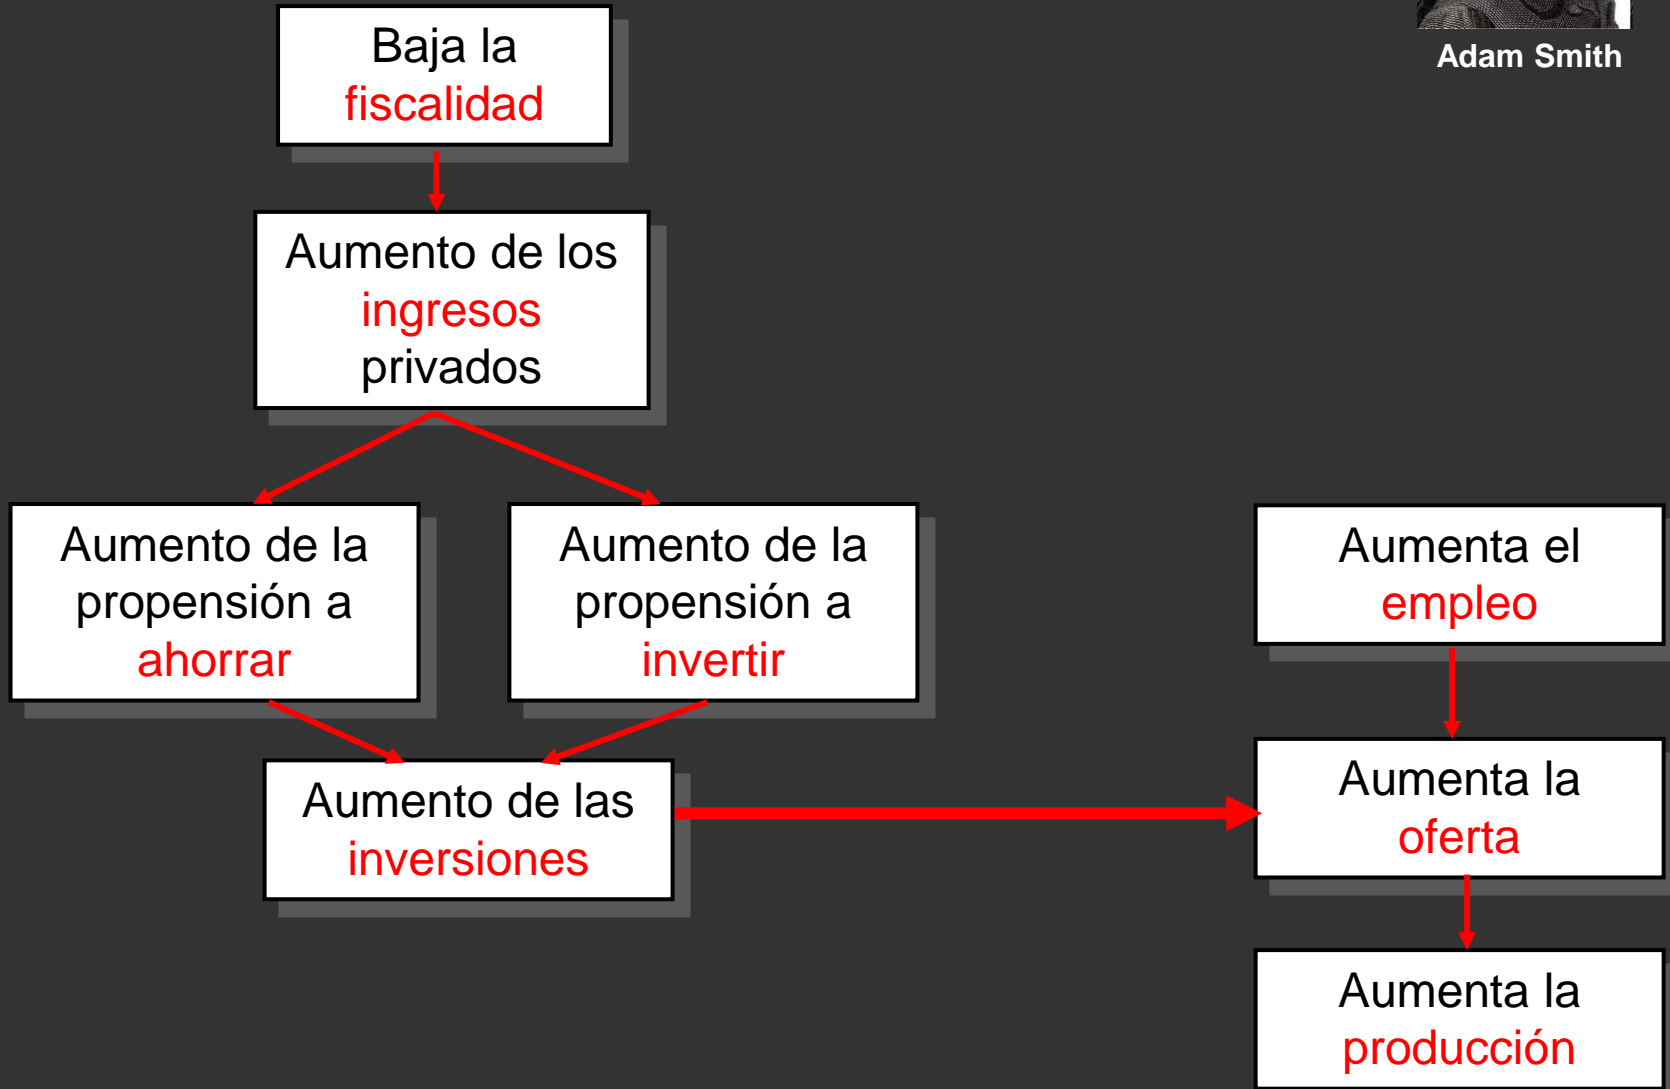 Adam Smith
Baja la
fiscalidad
Aumento de los
ingresos
privados
Aumento de la
propensión a
ahorrar
Aumento de la
propensión a
invertir
Aumento de las
inversiones
Aumenta el
empleo
Aumenta la
oferta
Aumenta la
producción